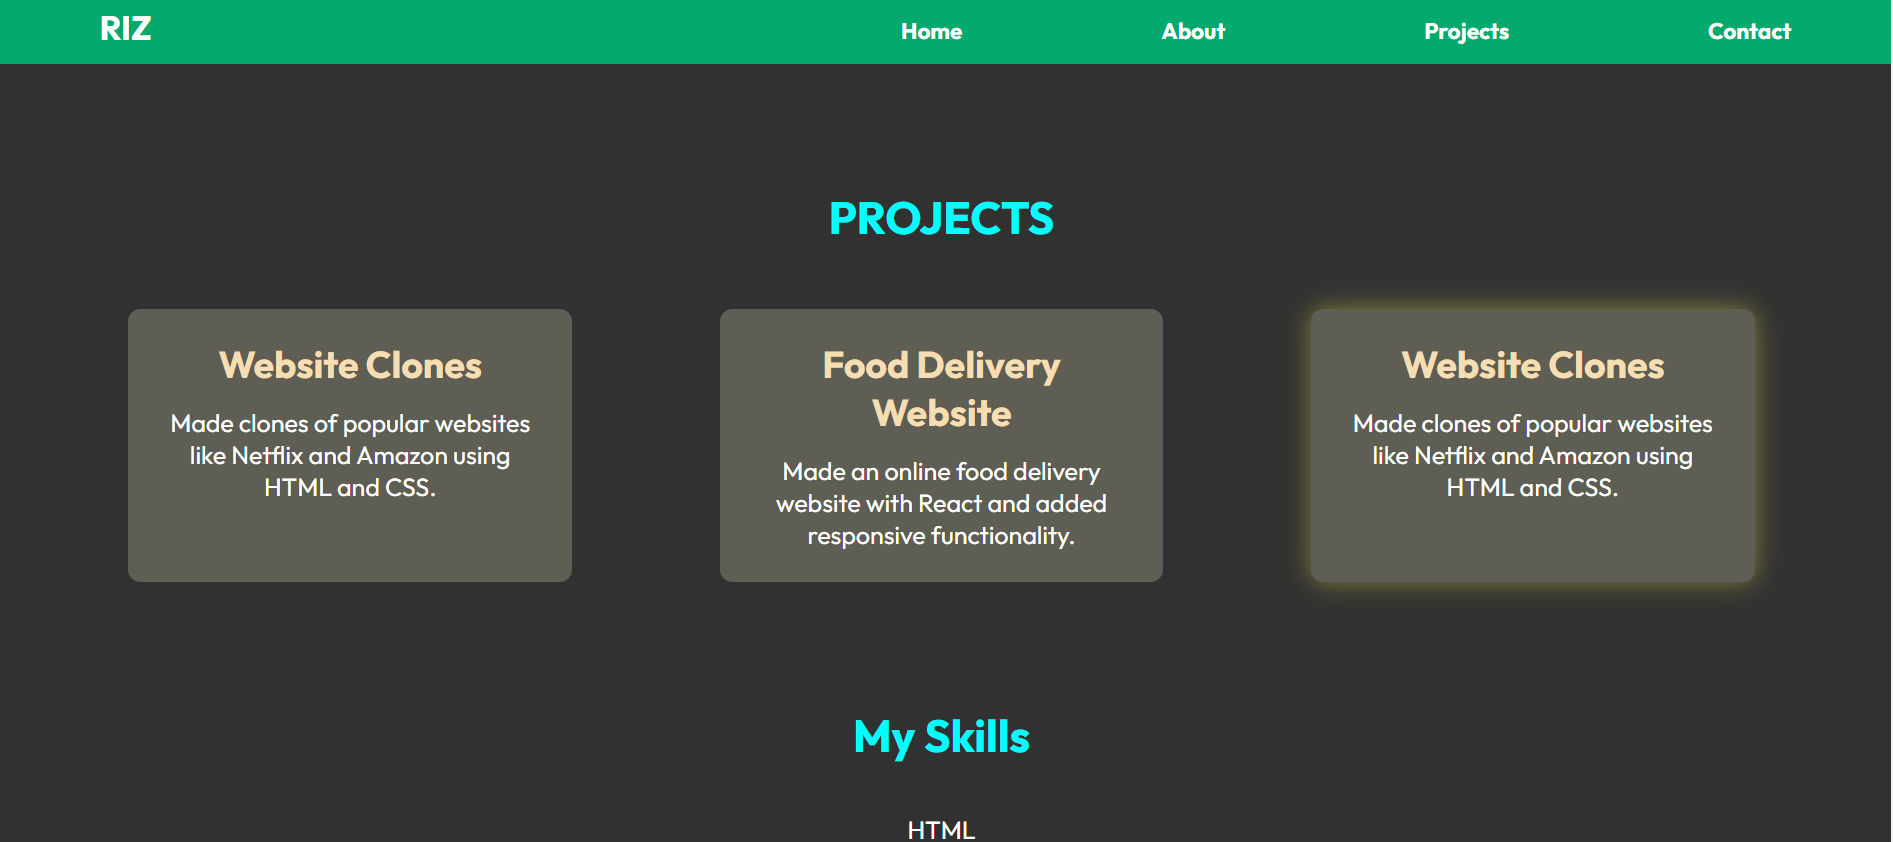 RIZ
Home
About
Projects
Contact
PROJECTS
Website Clones
Made clones of popular websites
like Netflix and Amazon using
HTML and CSS.
Food Delivery
Website
Made an online food delivery
website with React and added
responsive functionality.
Website Clones
Made clones of popular websites
like Netflix and Amazon using
HTML and CSS.
My Skills
HTML